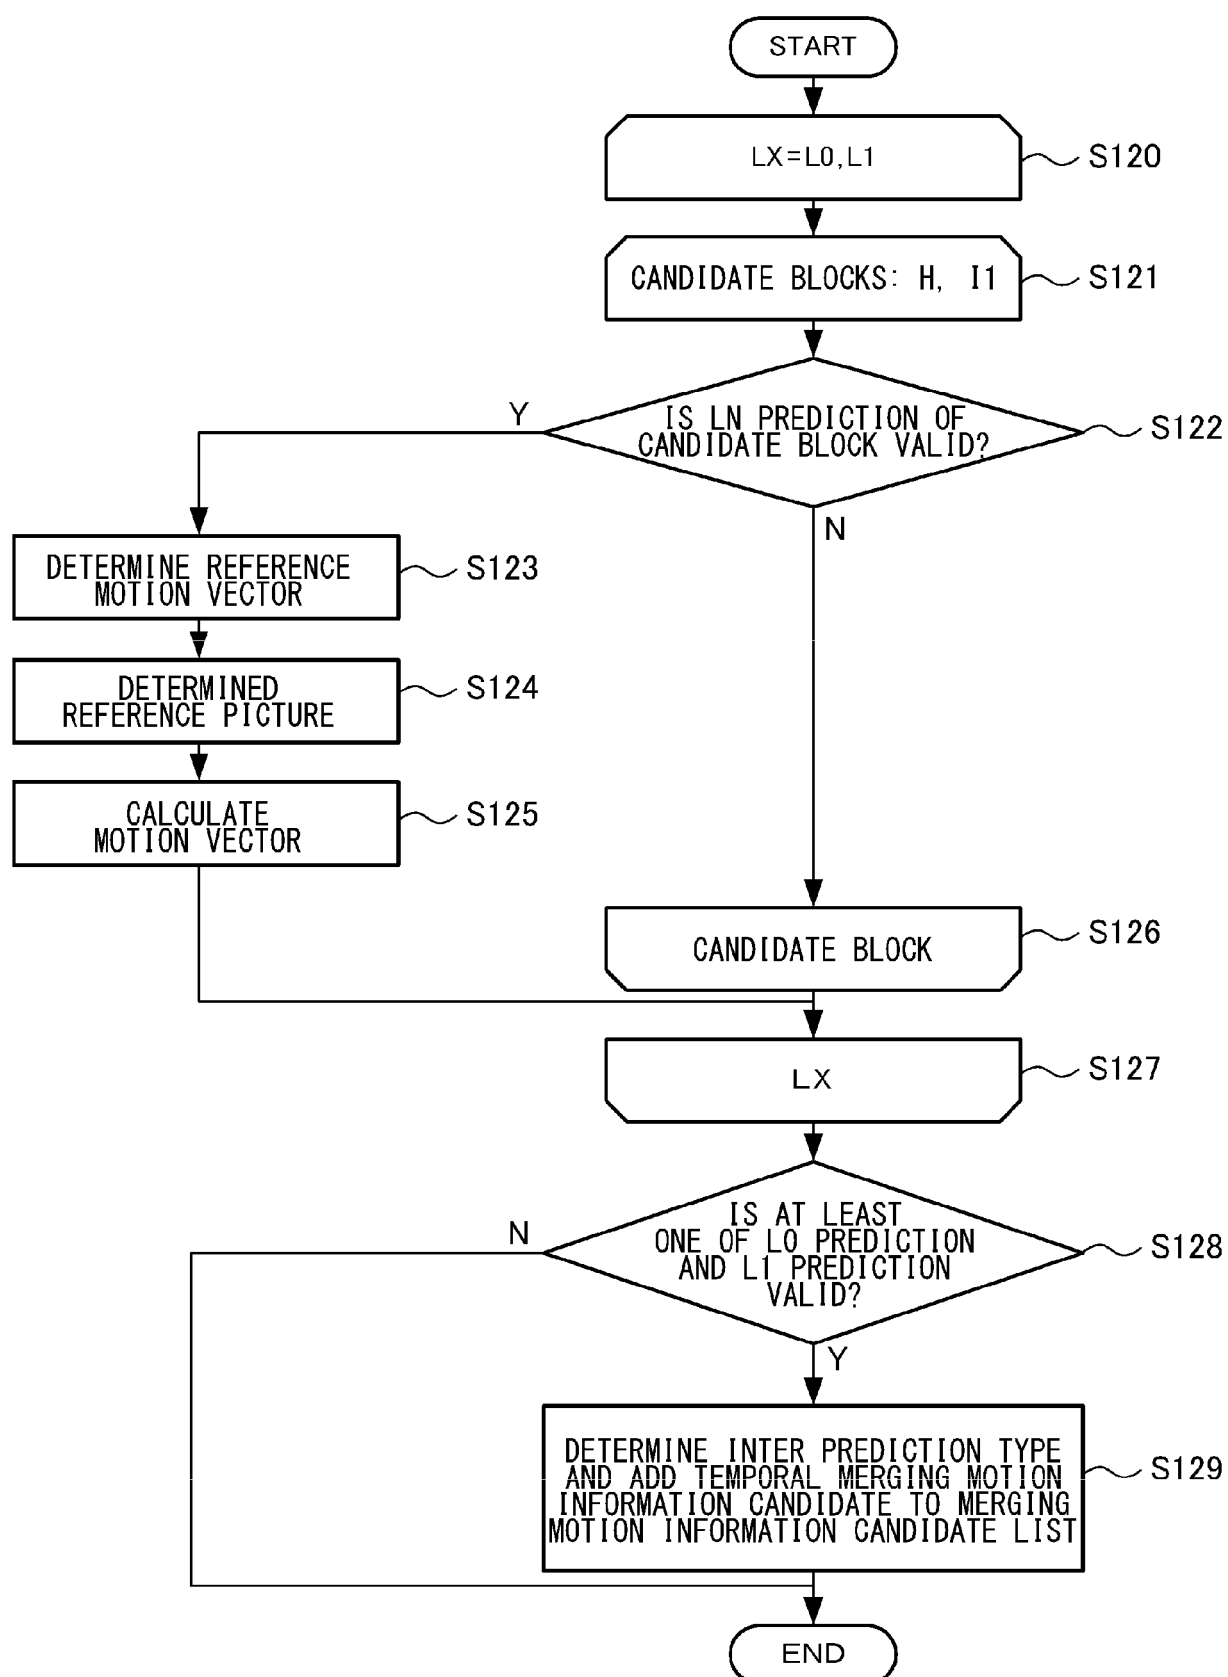 START
LX=L0,L1
S120
CANDIDATE BLOCKS: H, I1
S121
IS LN PREDICTION OF
CANDIDATE BLOCK VALID?
S122
Y
N
DETERMINE REFERENCE
MOTION VECTOR
S123
DETERMINED
REFERENCE PICTURE
S124
CALCULATE
MOTION VECTOR
S125
CANDIDATE BLOCK
S126
LX
S127
IS AT LEAST
ONE OF L0 PREDICTION
AND L1 PREDICTION
VALID?
S128
N
Y
DETERMINE INTER PREDICTION TYPE
AND ADD TEMPORAL MERGING MOTION
INFORMATION CANDIDATE TO MERGING
MOTION INFORMATION CANDIDATE LIST
S129
END